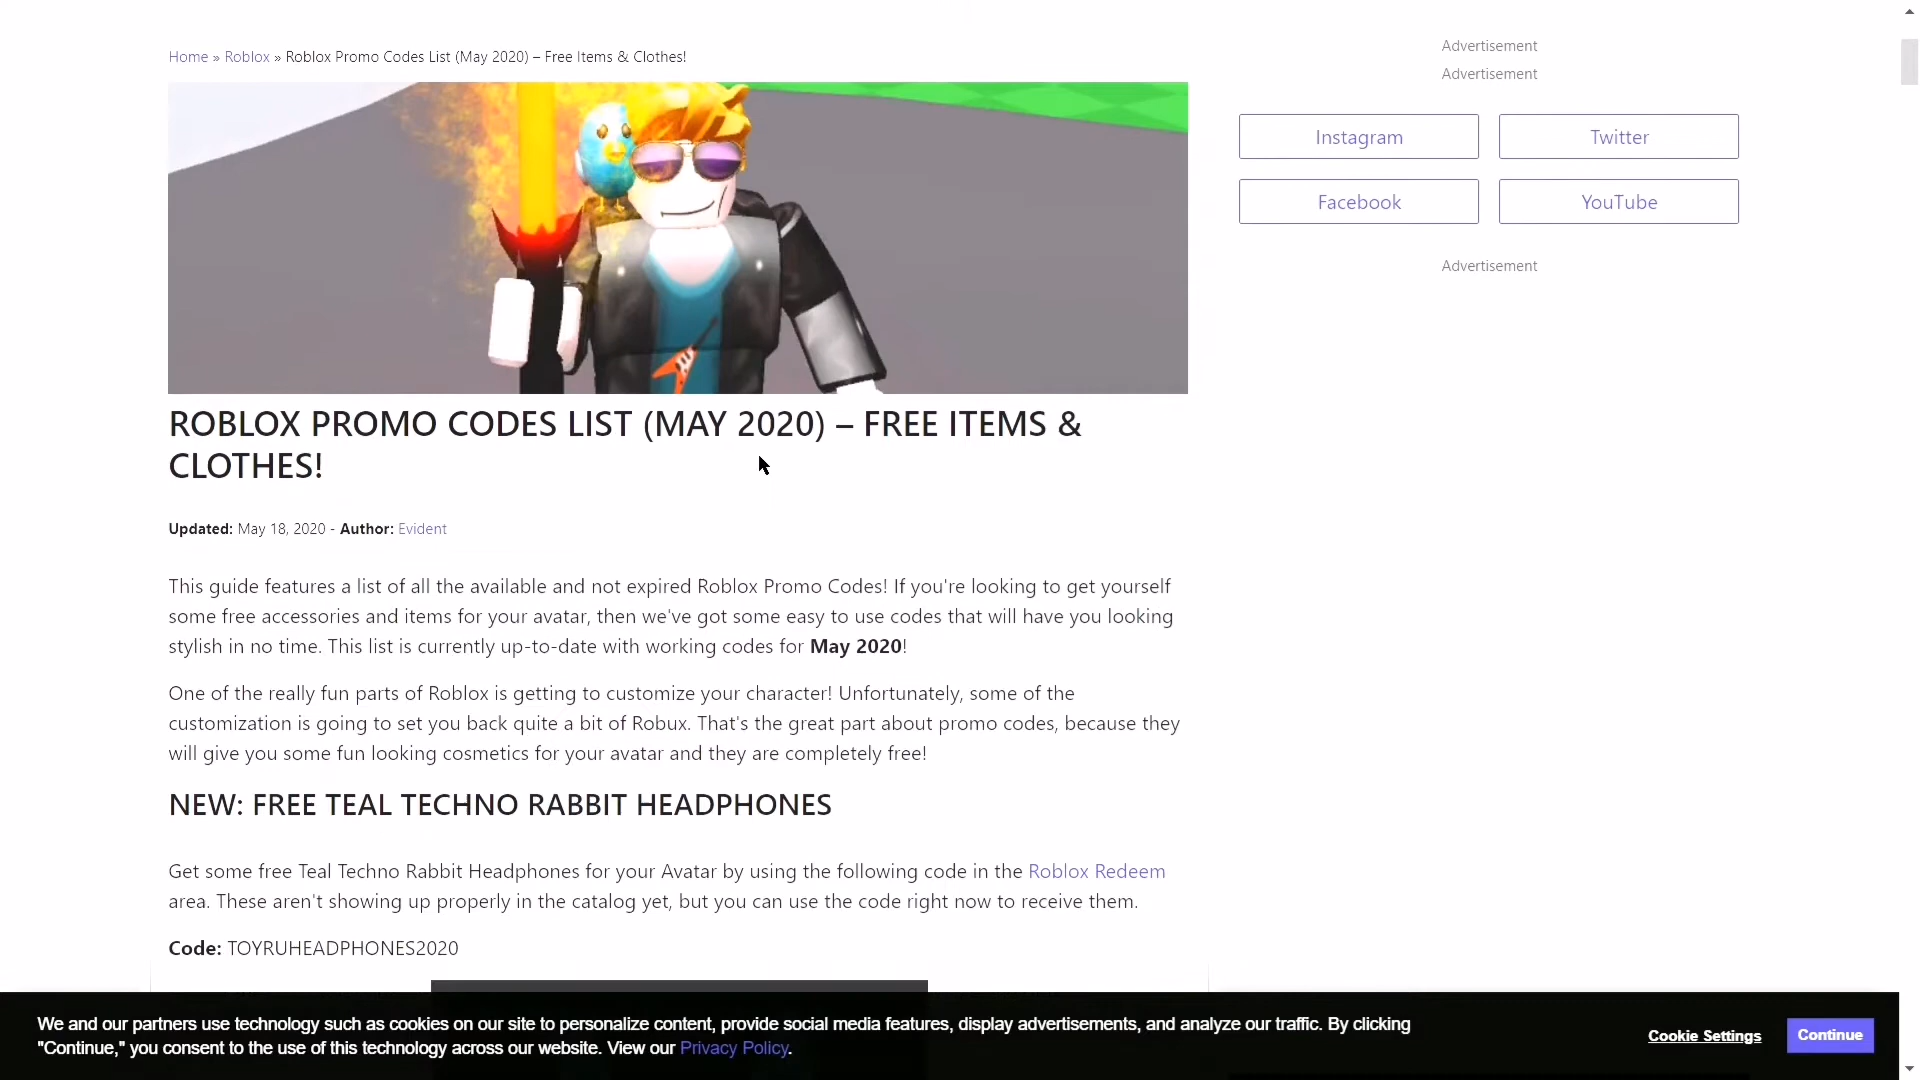 Home » Roblox » Roblox Promo Codes List (May 2020) – Free Items & Clothes!
ROBLOX PROMO CODES LIST (MAY 2020) – FREE ITEMS &
CLOTHES!
Updated: May 18, 2020 - Author: Evident
This guide features a list of all the available and not expired Roblox Promo Codes! If you're looking to get yourself
some free accessories and items for your avatar, then we've got some easy to use codes that will have you looking
stylish in no time. This list is currently up-to-date with working codes for May 2020!
One of the really fun parts of Roblox is getting to customize your character! Unfortunately, some of the
customization is going to set you back quite a bit of Robux. That's the great part about promo codes, because they
will give you some fun looking cosmetics for your avatar and they are completely free!
NEW: FREE TEAL TECHNO RABBIT HEADPHONES
Get some free Teal Techno Rabbit Headphones for your Avatar by using the following code in the Roblox Redeem
area. These aren't showing up properly in the catalog yet, but you can use the code right now to receive them.
Code: TOYRUHEADPHONES2020
Advertisement
Advertisement
Instagram
Twitter
Facebook
YouTube
Advertisement
We and our partners use technology such as cookies on our site to personalize content, provide social media features, display advertisements, and analyze our traffic. By clicking
"Continue," you consent to the use of this technology across our website. View our Privacy Policy.
Cookie Settings
Continue